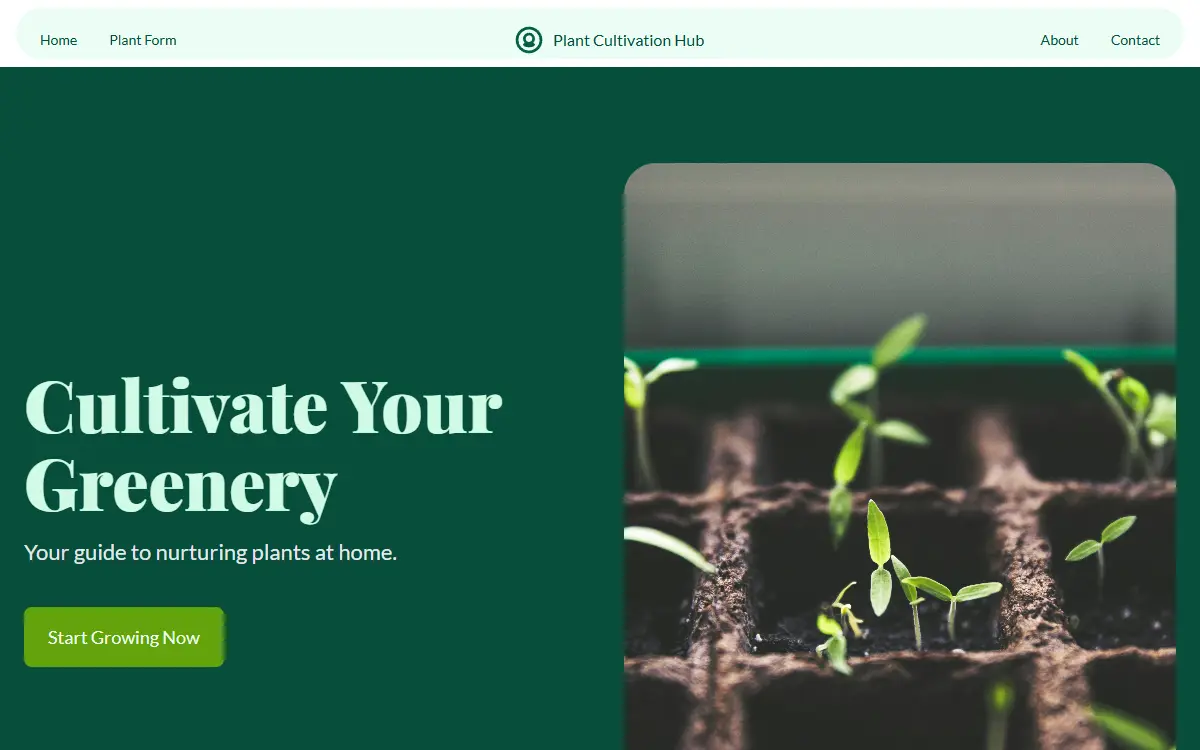 Home
Plant Form
Plant Cultivation Hub
About
Contact
Cultivate Your
Greenery
Your guide to nurturing plants at home.
Start Growing Now